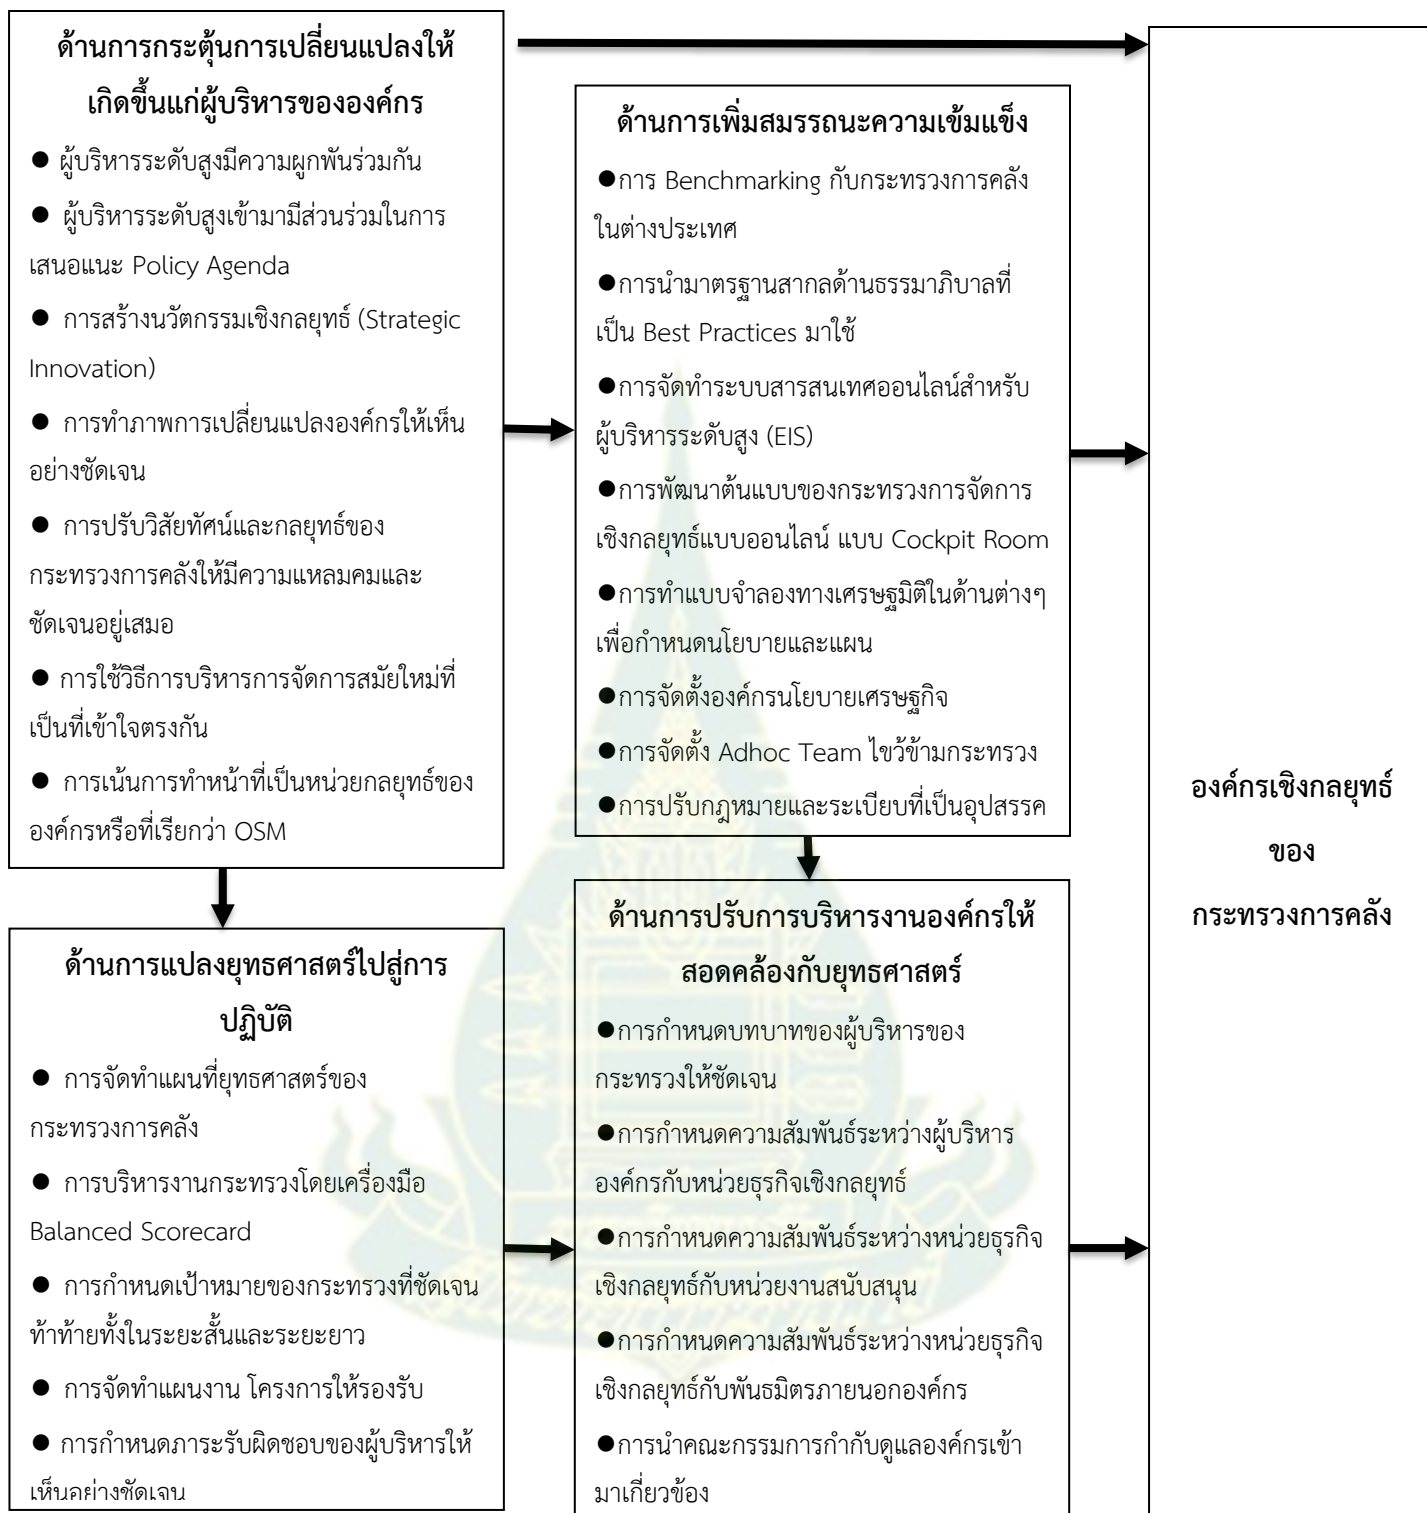 ด้านการกระตุ้นการเปลี่ยนแปลงให้
เกิดขึ้นแก่ผู้บริหารขององค์กร
● ผู้บริหารระดับสูงมีความผูกพันร่วมกัน
● ผู้บริหารระดับสูงเข้ามามีส่วนร่วมในการ
เสนอแนะ Policy Agenda
● การสร้างนวัตกรรมเชิงกลยุทธ์ (Strategic
Innovation)
● การทำภาพการเปลี่ยนแปลงองค์กรให้เห็น
อย่างชัดเจน
● การปรับวิสัยทัศน์และกลยุทธ์ของ
กระทรวงการคลังให้มีความแหลมคมและ
ชัดเจนอยู่เสมอ
● การใช้วิธีการบริหารการจัดการสมัยใหม่ที่
เป็นที่เข้าใจตรงกัน
● การเน้นการทำหน้าที่เป็นหน่วยกลยุทธ์ของ
องค์กรหรือที่เรียกว่า OSM
ด้านการเพิ่มสมรรถนะความเข้มแข็ง
●การ Benchmarking กับกระทรวงการคลัง
ในต่างประเทศ
●การนำมาตรฐานสากลด้านธรรมาภิบาลที่
เป็น Best Practices มาใช้
●การจัดทำระบบสารสนเทศออนไลน์สำหรับ
ผู้บริหารระดับสูง (EIS)
●การพัฒนาต้นแบบของกระทรวงการจัดการ
เชิงกลยุทธ์แบบออนไลน์ แบบ Cockpit Room
●การทำแบบจำลองทางเศรษฐมิติในด้านต่างๆ
เพื่อกำหนดนโยบายและแผน
●การจัดตั้งองค์กรนโยบายเศรษฐกิจ
●การจัดตั้ง Adhoc Team ไขว้ข้ามกระทรวง
●การปรับกฎหมายและระเบียบที่เป็นอุปสรรค
ด้านการแปลงยุทธศาสตร์ไปสู่การ
ปฏิบัติ
● การจัดทำแผนที่ยุทธศาสตร์ของ
กระทรวงการคลัง
● การบริหารงานกระทรวงโดยเครื่องมือ
Balanced Scorecard
● การกำหนดเป้าหมายของกระทรวงที่ชัดเจน
ท้าท้ายทั้งในระยะสั้นและระยะยาว
● การจัดทำแผนงาน โครงการให้รองรับ
● การกำหนดภาระรับผิดชอบของผู้บริหารให้
เห็นอย่างชัดเจน
ด้านการปรับการบริหารงานองค์กรให้
สอดคล้องกับยุทธศาสตร์
●การกำหนดบทบาทของผู้บริหารของ
กระทรวงให้ชัดเจน
●การกำหนดความสัมพันธ์ระหว่างผู้บริหาร
องค์กรกับหน่วยธุรกิจเชิงกลยุทธ์
●การกำหนดความสัมพันธ์ระหว่างหน่วยธุรกิจ
เชิงกลยุทธ์กับหน่วยงานสนับสนุน
●การกำหนดความสัมพันธ์ระหว่างหน่วยธุรกิจ
เชิงกลยุทธ์กับพันธมิตรภายนอกองค์กร
●การนำคณะกรรมการกำกับดูแลองค์กรเข้า
มาเกี่ยวข้อง
องค์กรเชิงกลยุทธ์
ของ
กระทรวงการคลัง